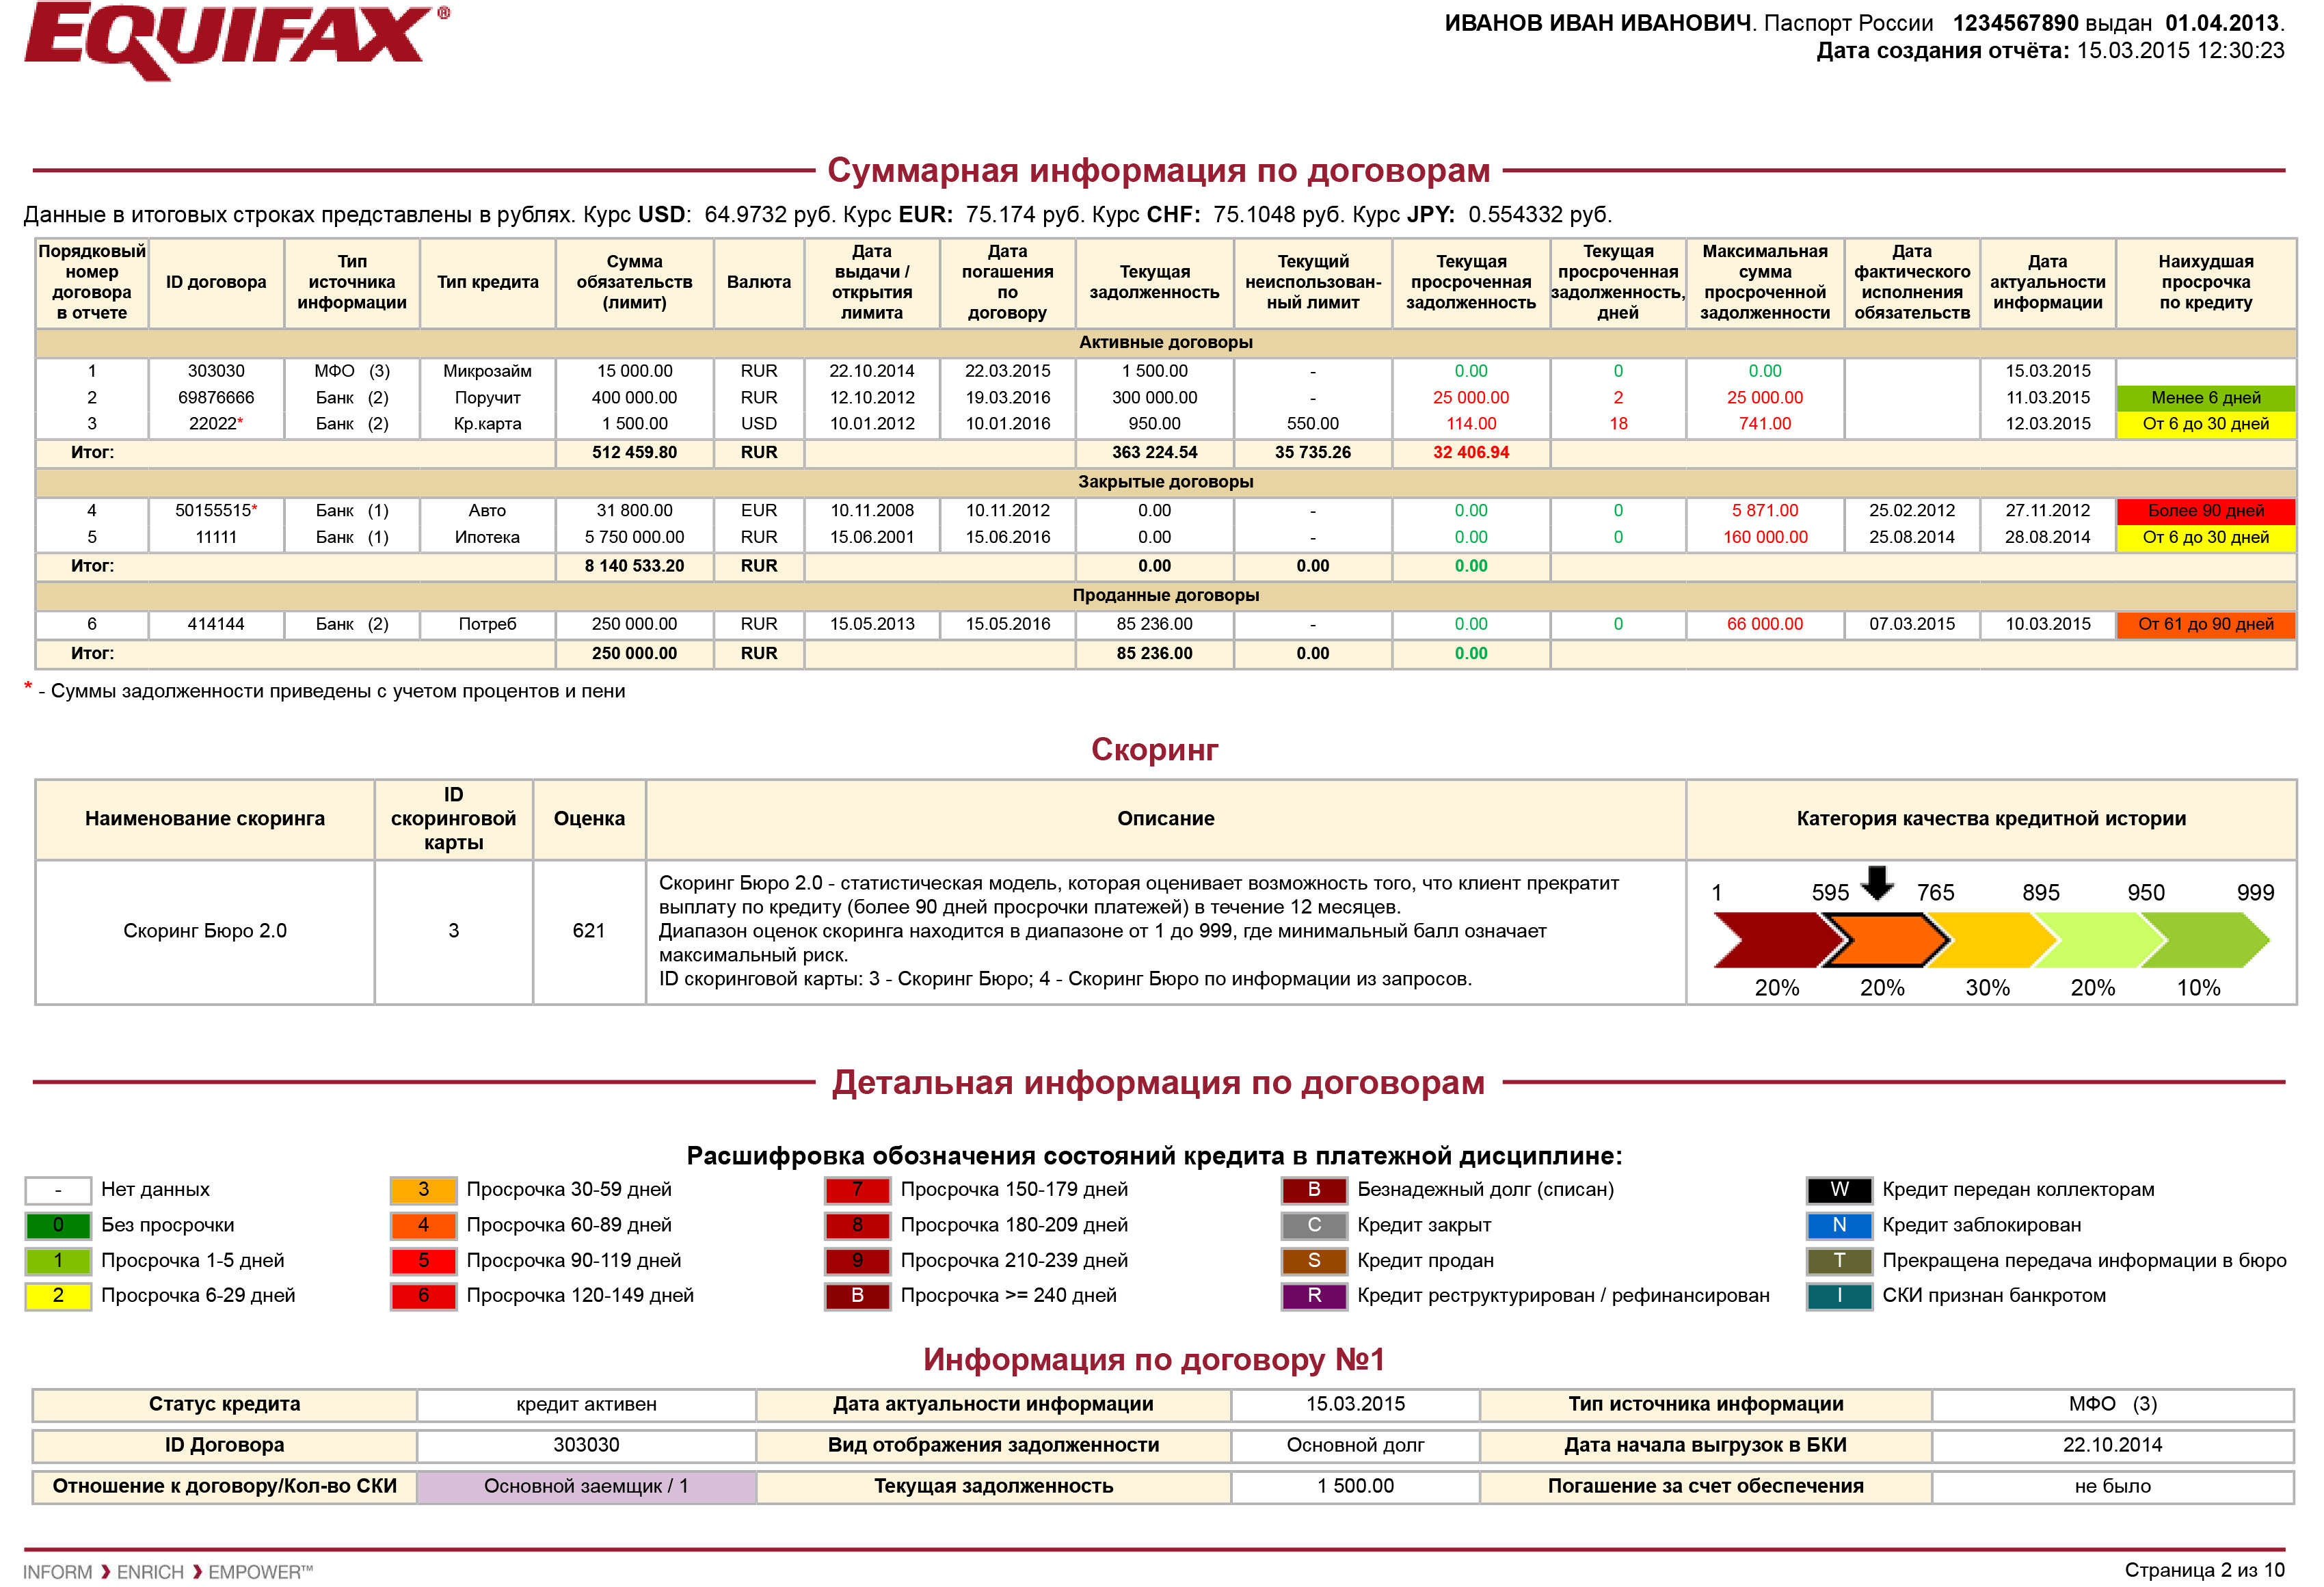 EQUIFAX®
ИВАНОВ ИВАН ИВАНОВИЧ. Паспорт России 1234567890 выдан 01.04.2013.
Дата создания отчёта: 15.03.2015 12:30:23
Суммарная информация по договорам
Данные в итоговых строках представлены в рублях. Курс USD: 64.9732 руб. Курс EUR: 75.174 руб. Курс CHF: 75.1048 руб. Курс JPY: 0.554332 руб.
Порядковый номер договора в отчете ID договора Тип источника информации Тип кредита Сумма обязательств (лимит) Валюта Дата выдачи / открытия лимита Дата погашения по договору Текущая задолженность Текущий неиспользован-ный лимит Текущая просроченная задолженность Текущая просроченная задолженность, дней Максимальная сумма просроченной задолженности Дата фактического исполнения обязательств Дата актуальности информации Наихудшая просрочка по кредиту
Активные договоры
1 303030 МФО (3) Микрозайм 15 000.00 RUR 22.10.2014 22.03.2015 1 500.00 - 0.00 0 0.00 15.03.2015
2 69876666 Банк (2) Поручит 400 000.00 RUR 12.10.2012 19.03.2016 300 000.00 - 25 000.00 2 25 000.00 11.03.2015 Менее 6 дней
3 22022* Банк (2) Кр.карта 1 500.00 USD 10.01.2012 10.01.2016 950.00 550.00 114.00 18 741.00 12.03.2015 От 6 до 30 дней
Итог: 512 459.80 RUR 363 224.54 35 735.26 32 406.94
Закрытые договоры
4 50155515* Банк (1) Авто 31 800.00 EUR 10.11.2008 10.11.2012 0.00 - 0.00 0 5 871.00 25.02.2012 27.11.2012 Более 90 дней
5 11111 Банк (1) Ипотека 5 750 000.00 RUR 15.06.2001 15.06.2016 0.00 - 0.00 0 160 000.00 25.08.2014 28.08.2014 От 6 до 30 дней
Итог: 8 140 533.20 RUR 0.00 0.00 0.00
Проданные договоры
6 414144 Банк (2) Потреб 250 000.00 RUR 15.05.2013 15.05.2016 85 236.00 - 0.00 0 66 000.00 07.03.2015 10.03.2015 От 61 до 90 дней
Итог: 250 000.00 RUR 85 236.00 0.00 0.00
* - Суммы задолженности приведены с учетом процентов и пени
Скоринг
Наименование скоринга ID скоринговой карты Оценка Описание Категория качества кредитной истории
Скоринг Бюро 2.0 3 621
Скоринг Бюро 2.0 - статистическая модель, которая оценивает возможность того, что клиент прекратит
выплату по кредиту (более 90 дней просрочки платежей) в течение 12 месяцев.
Диапазон оценок скоринга находится в диапазоне от 1 до 999, где минимальный балл означает
максимальный риск.
ID скоринговой карты: 3 - Скоринг Бюро; 4 - Скоринг Бюро по информации из запросов.
1 595 765 895 950 999
20% 20% 30% 20% 10%
Детальная информация по договорам
Расшифровка обозначения состояний кредита в платежной дисциплине:
- Нет данных 3 Просрочка 30-59 дней 7 Просрочка 150-179 дней B Безнадежный долг (списан) W Кредит передан коллекторам
0 Без просрочки 4 Просрочка 60-89 дней 8 Просрочка 180-209 дней C Кредит закрыт N Кредит заблокирован
1 Просрочка 1-5 дней 5 Просрочка 90-119 дней 9 Просрочка 210-239 дней S Кредит продан T Прекращена передача информации в бюро
2 Просрочка 6-29 дней 6 Просрочка 120-149 дней B Просрочка >= 240 дней R Кредит реструктурирован / рефинансирован I СКИ признан банкротом
Информация по договору №1
Статус кредита кредит активен Дата актуальности информации 15.03.2015 Тип источника информации МФО (3)
ID Договора 303030 Вид отображения задолженности Основной долг Дата начала выгрузок в БКИ 22.10.2014
Отношение к договору/Кол-во СКИ Основной заемщик / 1 Текущая задолженность 1 500.00 Погашение за счет обеспечения не было
INFORM ❯ ENRICH ❯ EMPOWER™
Страница 2 из 10